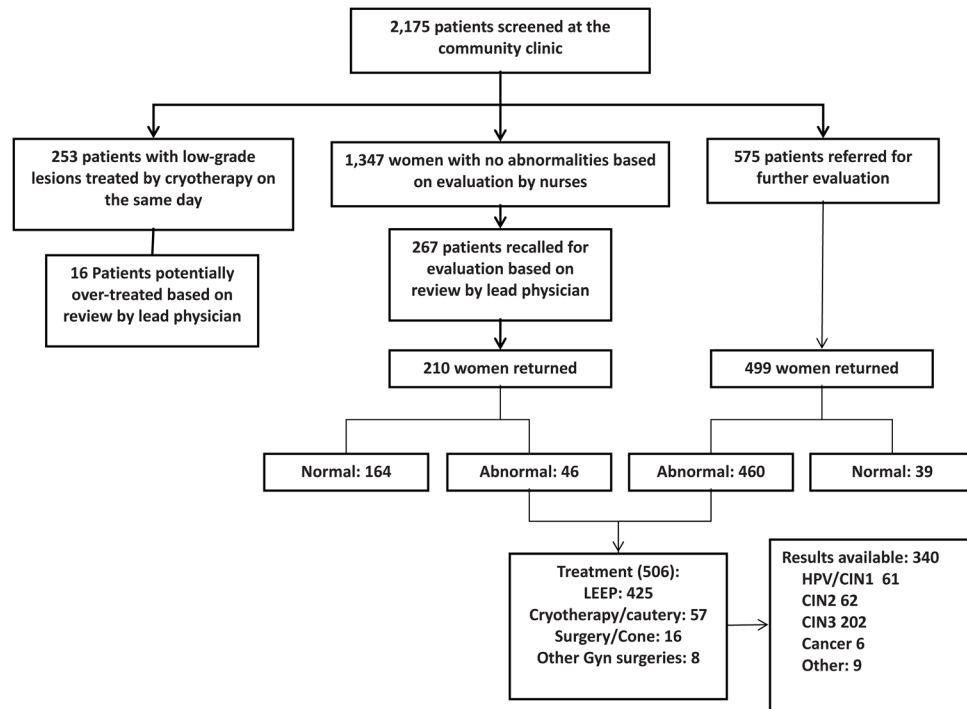 2,175 patients screened at the
community clinic
253 patients with low-grade
lesions treated by cryotherapy on
the same day
1,347 women with no abnormalities based
on evaluation by nurses
575 patients referred for
further evaluation
16 Patients potentially
over-treated based on
review by lead physician
267 patients recalled for
evaluation based on
review by lead physician
210 women returned
499 women returned
Normal: 164
Abnormal: 46
Abnormal: 460
Normal: 39
Treatment (506):
LEEP: 425
Cryotherapy/cautery: 57
Surgery/Cone: 16
Other Gyn surgeries: 8
Results available: 340
HPV/CIN1 61
CIN2 62
CIN3 202
Cancer 6
Other: 9